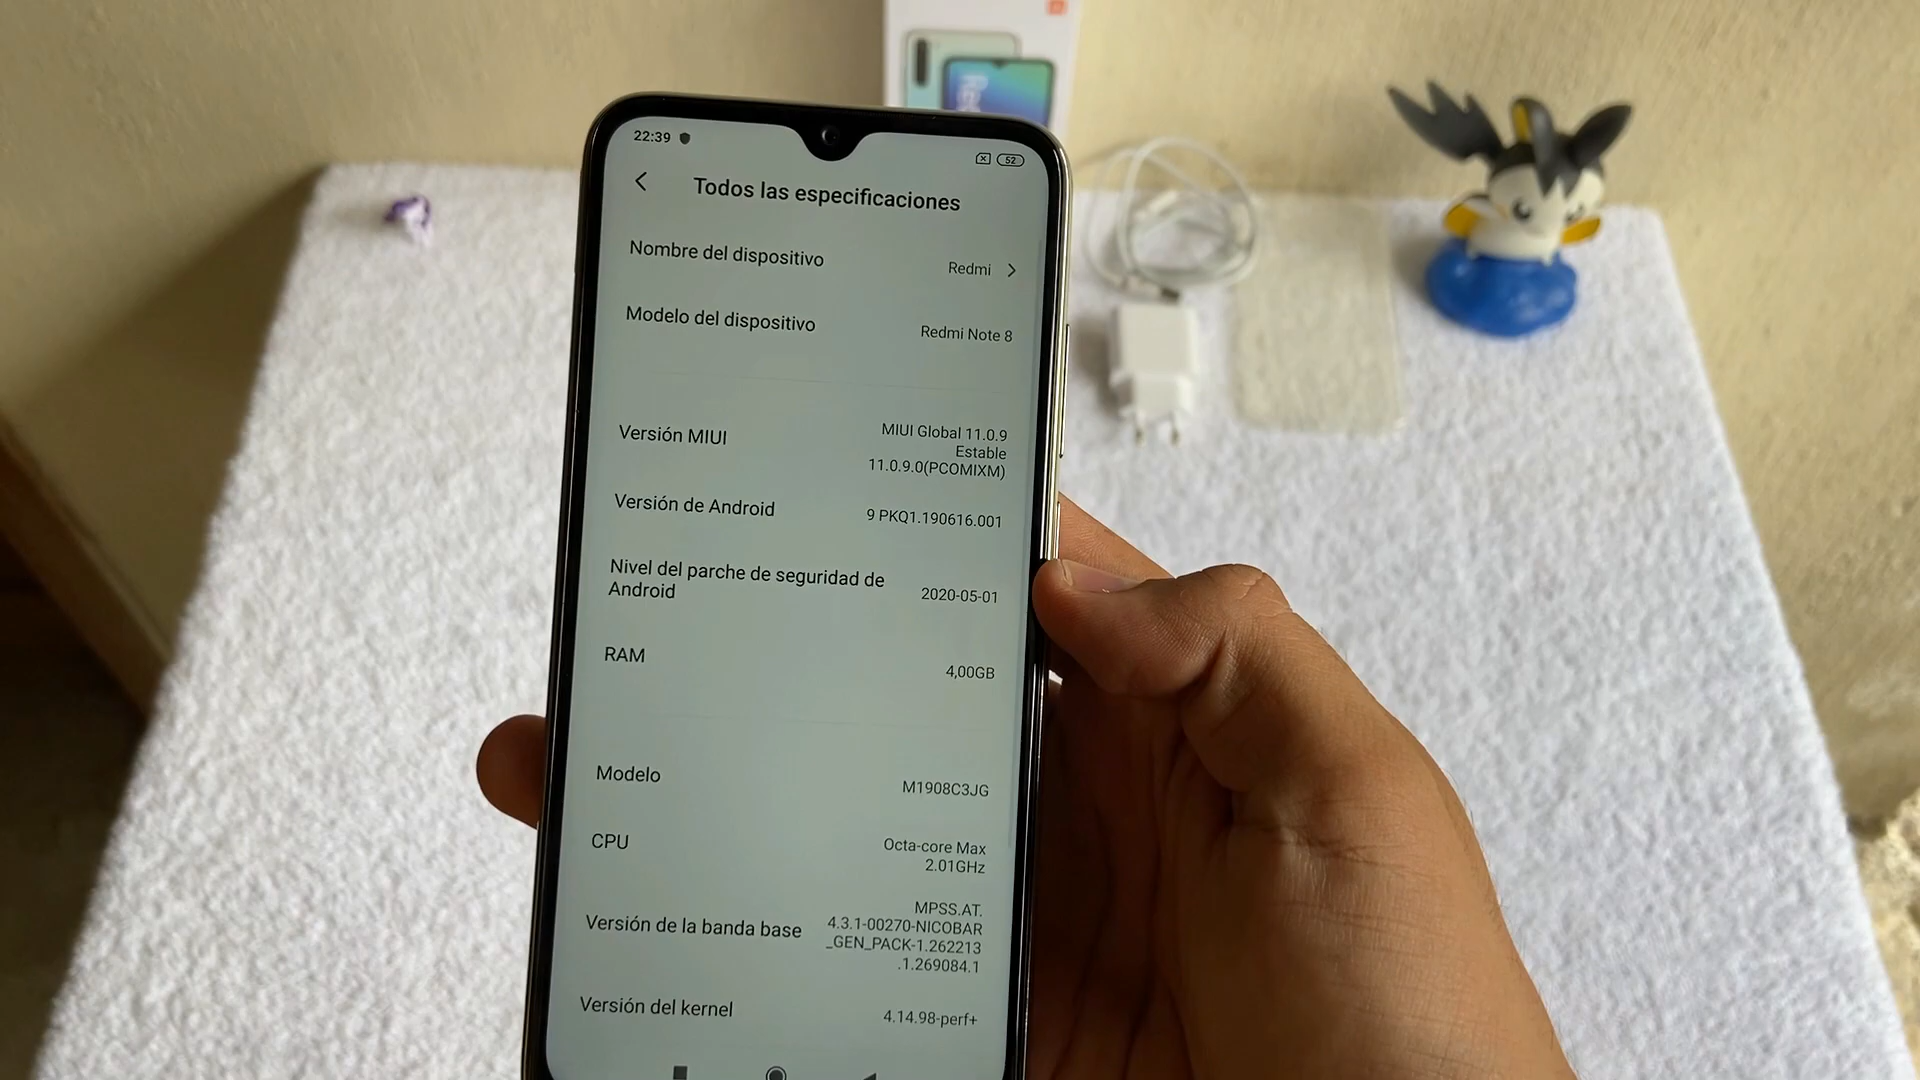 22:39
52
Todos las especificaciones
Nombre del dispositivo
Redmi
Modelo del dispositivo
Redmi Note 8
Versión MIUI
MIUI Global 11.0.9
Estable
11.0.9.0(PCOMIXM)
Versión de Android
9 PKQ1.190616.001
Nivel del parche de seguridad de
Android
2020-05-01
RAM
4,00GB
Modelo
M1908C3JG
CPU
Octa-core Max
2.01GHz
Versión de la banda base
MPSS.AT.
4.3.1-00270-NICOBAR
_GEN_PACK-1.262213
.1.269084.1
Versión del kernel
4.14.98-perf+